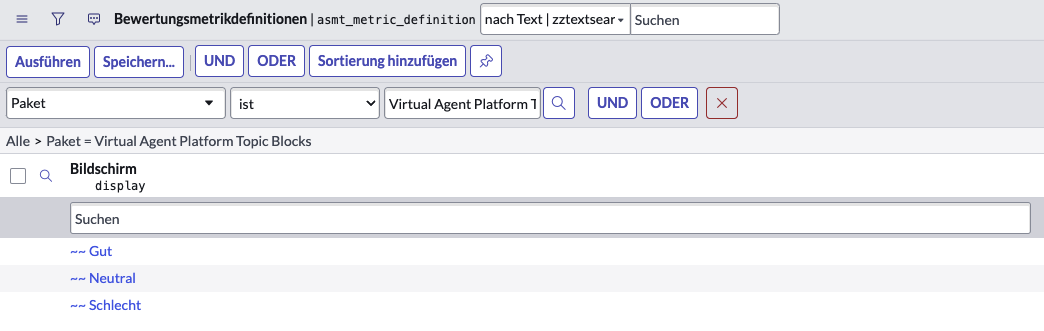 Bewertungsmetrikdefinitionen | asmt_metric_definition nach Text | zztextsear Suchen
Ausführen Speichern... UND ODER Sortierung hinzufügen
Paket ist Virtual Agent Platform T UND ODER
Alle > Paket = Virtual Agent Platform Topic Blocks
Bildschirm
display
Suchen
~~ Gut
~~ Neutral
~~ Schlecht